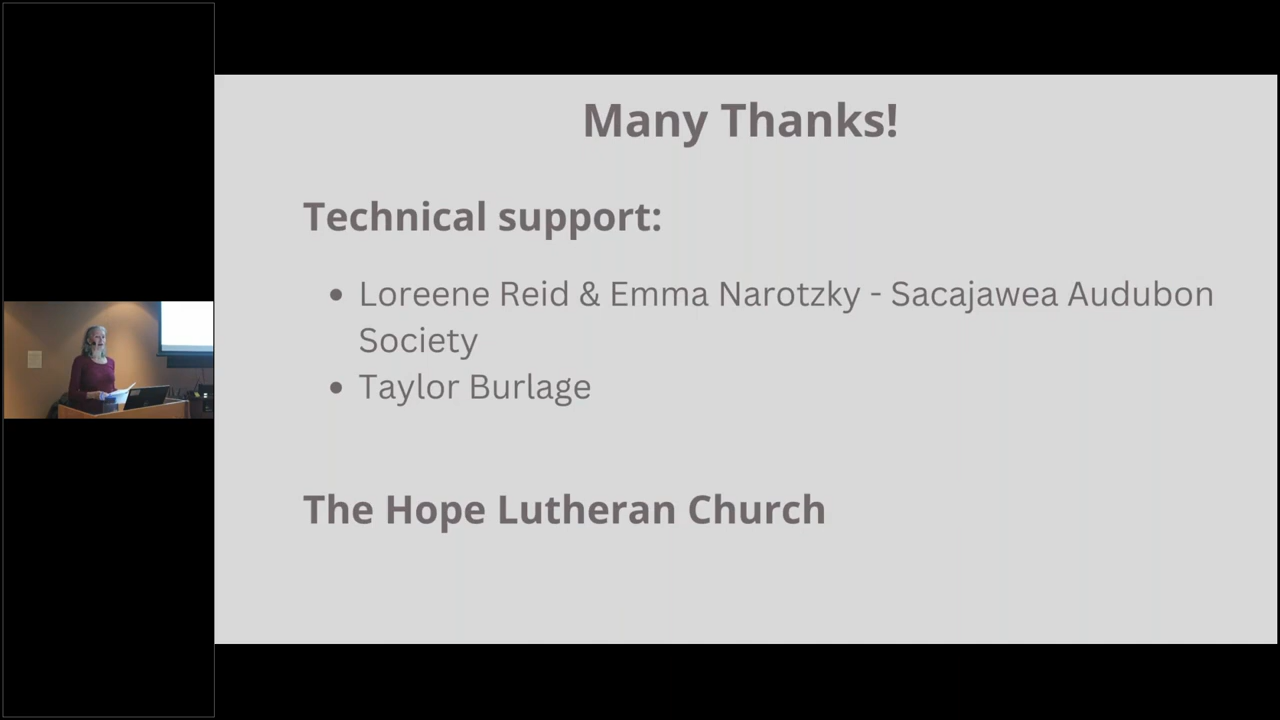 Many Thanks!
Technical support:
• Loreene Reid & Emma Narotzky - Sacajawea Audubon
Society
• Taylor Burlage
The Hope Lutheran Church